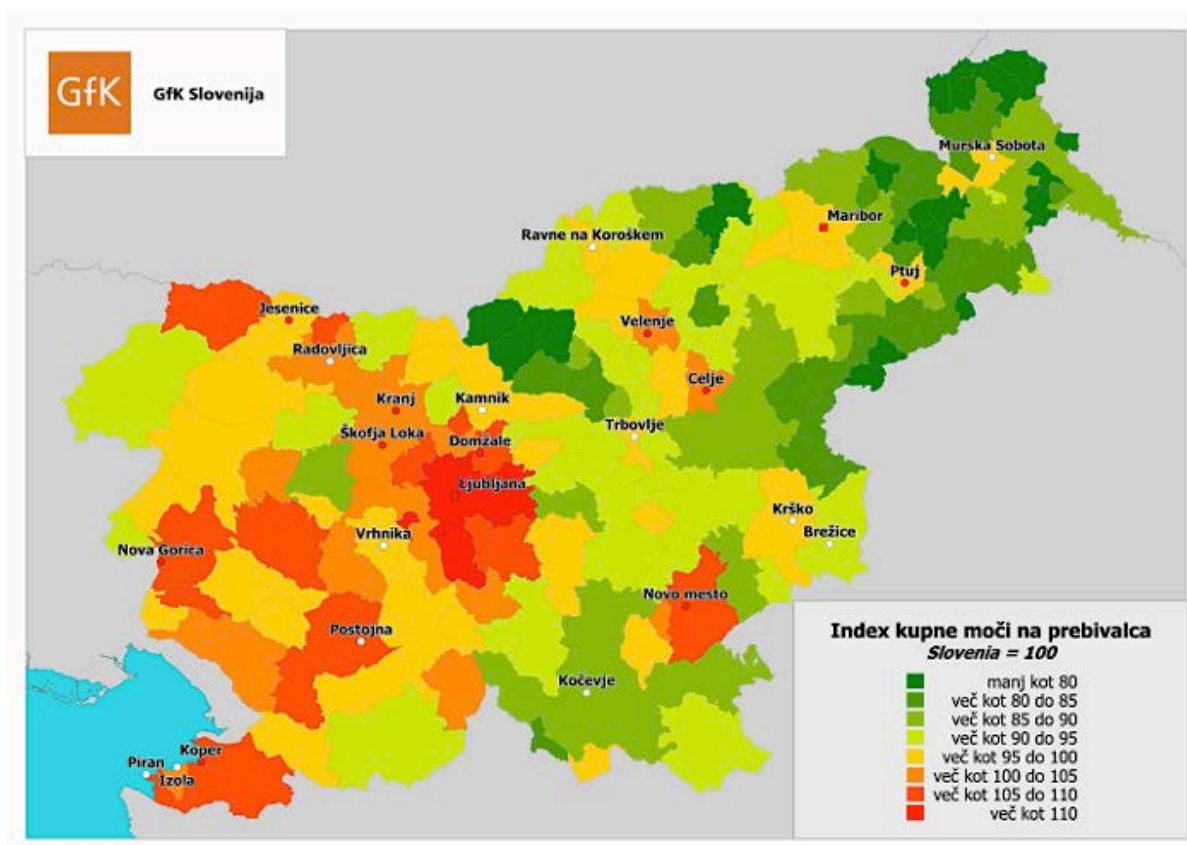 GfK
GfK Slovenija
Murska Sobota
Maribor
Ravne na Koroškem
Ptuj
Jesenice
Velenje
Radovljica
Celje
Kranj
Kamnik
Trbovlje
Škofja Loka
Domžale
Ljubljana
Krško
Vrhnika
Brežice
Nova Gorica
Novo mesto
Postojna
Kočevje
Koper
Piran
Izola
Index kupne moči na prebivalca
Slovenia = 100
manj kot 80
več kot 80 do 85
več kot 85 do 90
več kot 90 do 95
več kot 95 do 100
več kot 100 do 105
več kot 105 do 110
več kot 110